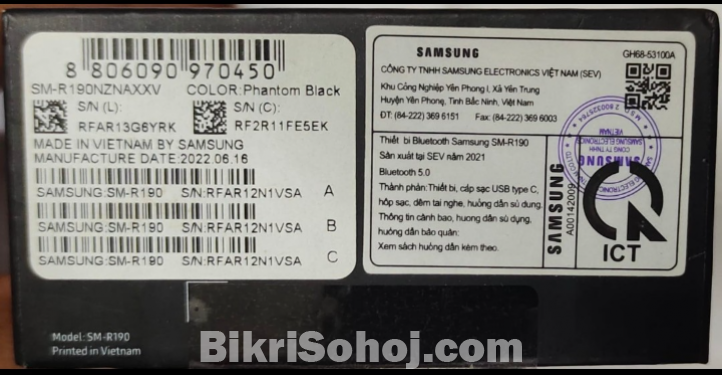 8 806090 970450
SM-R190NZNAXXV COLOR:Phantom Black
S/N (L):
RFAR13G6YRK
S/N (C):
RF2R11FE5EK
MADE IN VIETNAM BY SAMSUNG
MANUFACTURE DATE:2022.06.16
SAMSUNG:SM-R190 S/N:RFAR12N1VSA A
SAMSUNG:SM-R190 S/N:RFAR12N1VSA B
SAMSUNG:SM-R190 S/N:RFAR12N1VSA C
SAMSUNG
GH68-53100A
CÔNG TY TNHH SAMSUNG ELECTRONICS VIỆT NAM (SEV)
Khu Công Nghiệp Yên Phong I, Xã Yên Trung
Huyện Yên Phong, Tỉnh Bắc Ninh, Việt Nam
ĐT: (84-222) 369 6151 Fax: (84-222) 369 6003
Thiết bị Bluetooth Samsung SM-R190
Sản xuất tại SEV năm 2021
Bluetooth 5.0
Thành phần: Thiết bị, cáp sạc USB type C,
hộp sạc, đệm tai nghe, hướng dẫn sử dụng.
Thông tin cảnh báo, hướng dẫn sử dụng,
hướng dẫn bảo quản:
Xem sách hướng dẫn kèm theo.
SAMSUNG
A00142009
ICT
CÔNG TY TNHH
SAMSUNG ELECTRONICS
VIETNAM
Model: SM-R190
Printed in Vietnam
BikriSohoj.com